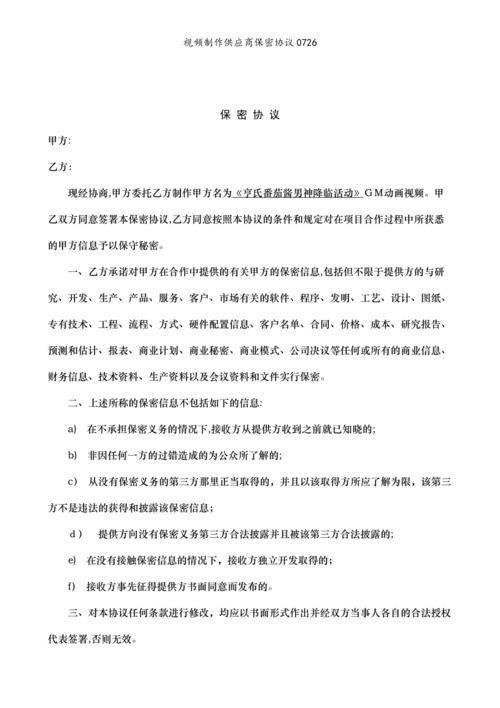 视频制作供应商保密协议0726
保 密 协 议
甲方:
乙方:
现经协商,甲方委托乙方制作甲方名为《亨氏番茄酱男神降临活动》GM动画视频。甲
乙双方同意签署本保密协议,乙方同意按照本协议的条件和规定对在项目合作过程中所获悉
的甲方信息予以保守秘密。
一、乙方承诺对甲方在合作中提供的有关甲方的保密信息,包括但不限于提供方的与研
究、开发、生产、产品、服务、客户、市场有关的软件、程序、发明、工艺、设计、图纸、
专有技术、工程、流程、方式、硬件配置信息、客户名单、合同、价格、成本、研究报告、
预测和估计、报表、商业计划、商业秘密、商业模式、公司决议等任何或所有的商业信息、
财务信息、技术资料、生产资料以及会议资料和文件实行保密。
二、上述所称的保密信息不包括如下的信息:
a) 在不承担保密义务的情况下,接收方从提供方收到之前就已知晓的;
b) 非因任何一方的过错造成的为公众所了解的;
c) 从没有保密义务的第三方那里正当取得的，并且以该取得方所应了解为限，该第三
方不是违法的获得和披露该保密信息；
d) 提供方向没有保密义务第三方合法披露并且被该第三方合法披露的;
e) 在没有接触保密信息的情况下，接收方独立开发取得的；
f) 接收方事先征得提供方书面同意而发布的。
三、对本协议任何条款进行修改，均应以书面形式作出并经双方当事人各自的合法授权
代表签署,否则无效。